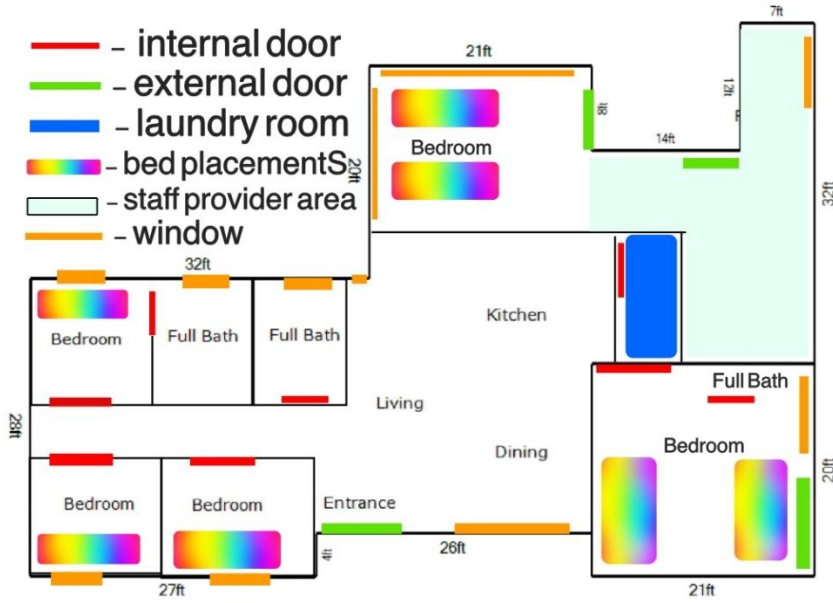 – internal door
– external door
– laundry room
– bed placementS
– staff provider area
– window
7ft
21ft
12ft
8ft
14ft
20ft
Bedroom
32ft
32ft
Kitchen
Bedroom
Full Bath
Full Bath
Living
Full Bath
28ft
Dining
Bedroom
20ft
Bedroom
Bedroom
Entrance
4ft
26ft
27ft
21ft